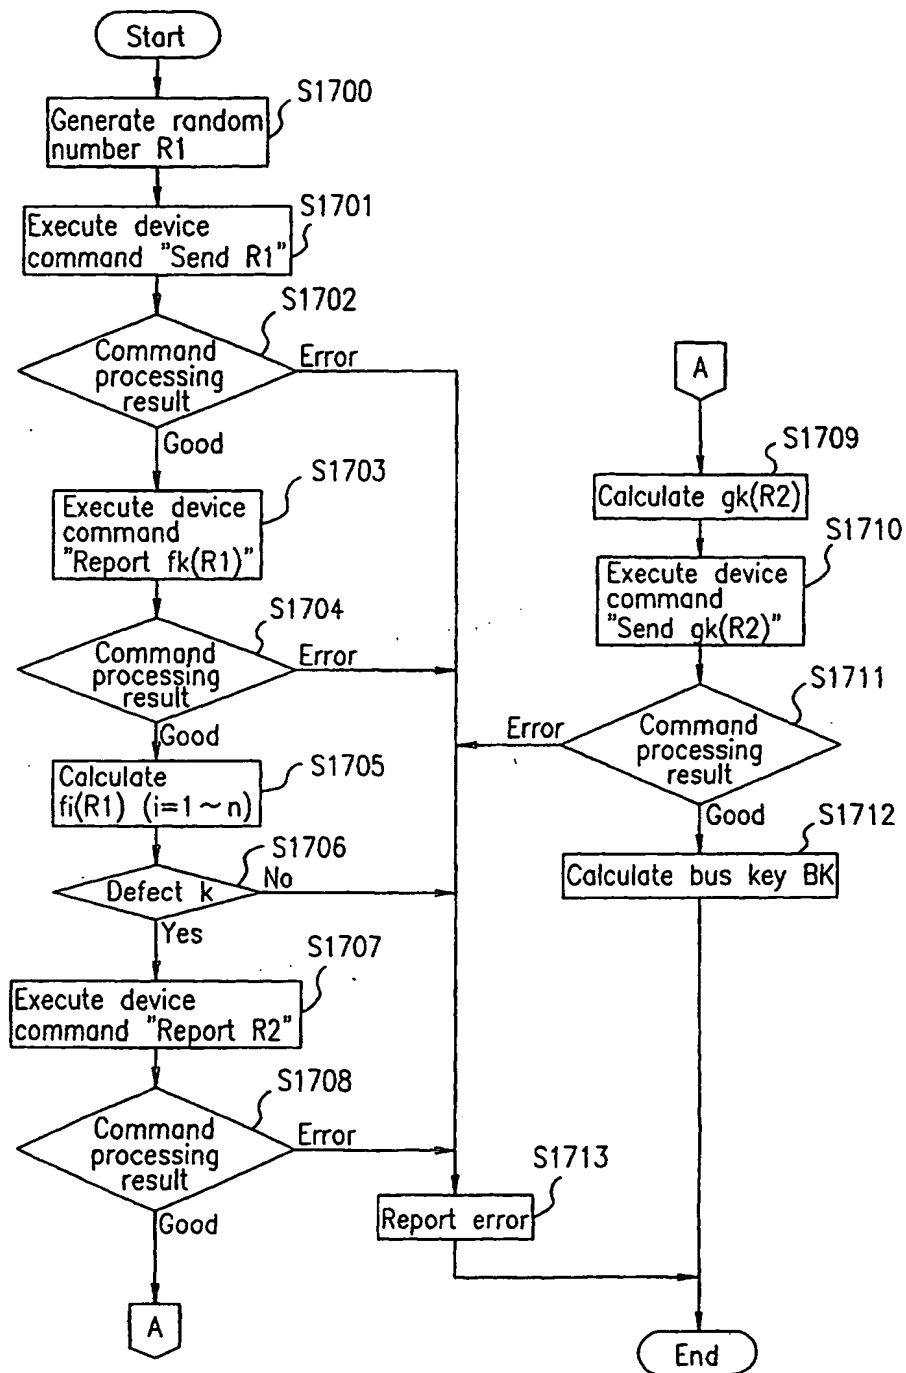 Start
S1700
Generate random
number R1
S1701
Execute device
command "Send R1"
S1702
Command
processing
result
Error
Good
S1703
Execute device
command
"Report fk(R1)"
S1704
Command
processing
result
Error
Good
S1705
Calculate
fi(R1) (i=1~n)
S1706
Defect k
No
Yes
S1707
Execute device
command "Report R2"
S1708
Command
processing
result
Error
Good
A
A
S1709
Calculate gk(R2)
S1710
Execute device
command
"Send gk(R2)"
S1711
Command
processing
result
Error
Good
S1712
Calculate bus key BK
S1713
Report error
End